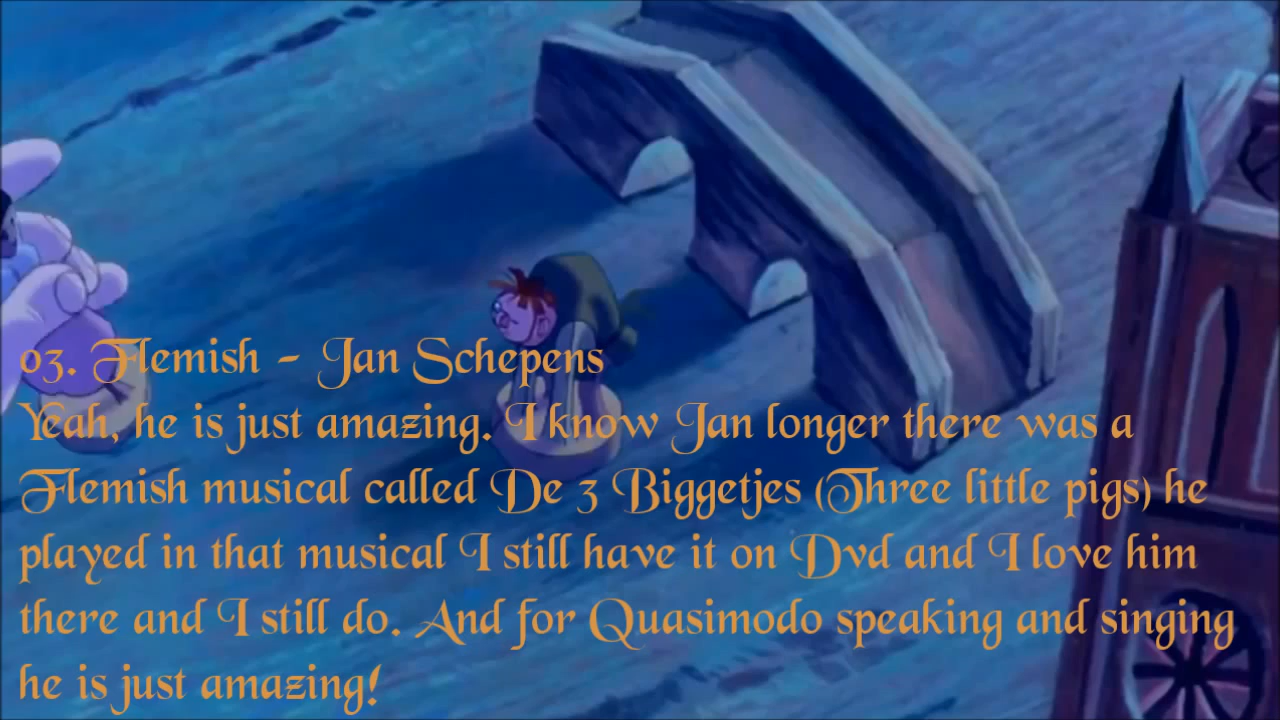 03. Flemish - Jan Schepens
Yeah, he is just amazing. I know Jan longer there was a
Flemish musical called De 3 Biggetjes (Three little pigs) he
played in that musical I still have it on Dvd and I love him
there and I still do. And for Quasimodo speaking and singing
he is just amazing!